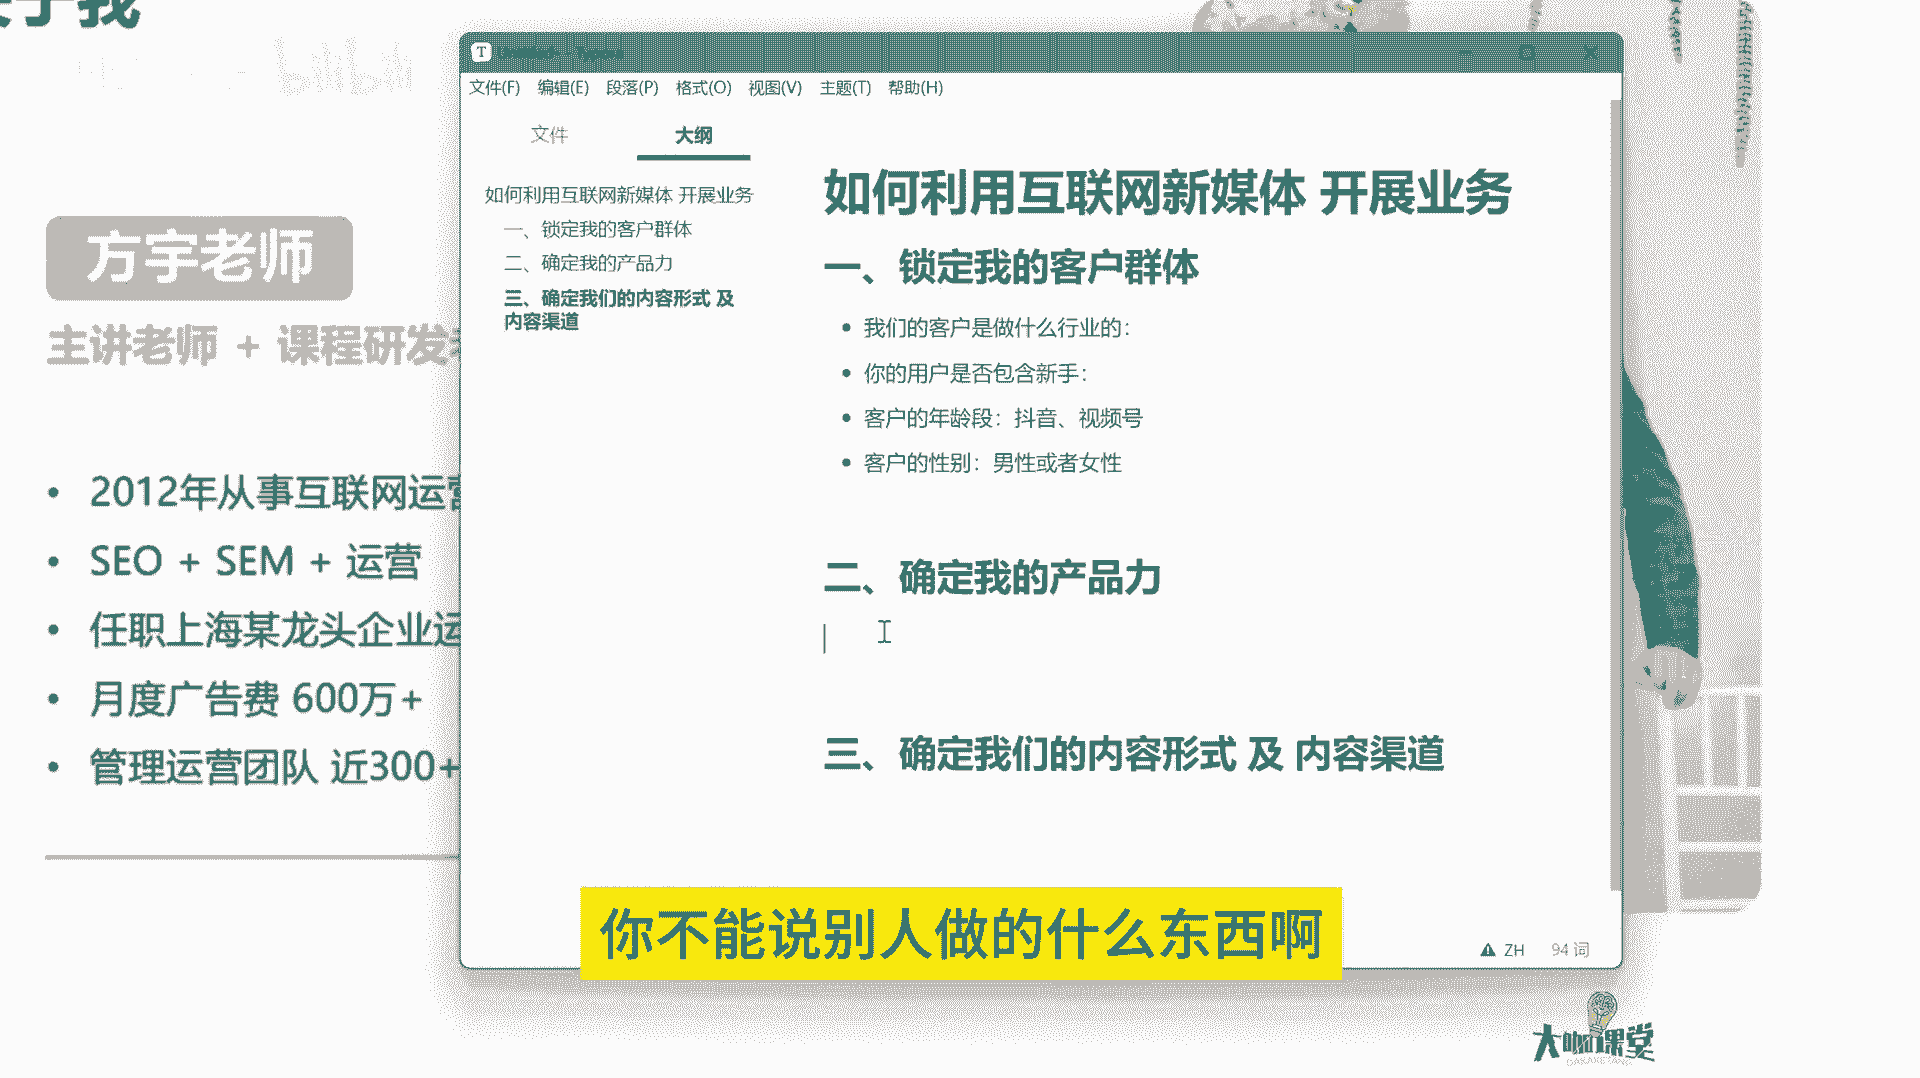 bilibili
方宇老师
主讲老师 + 课程研发
2012年从事互联网运营
SEO + SEM + 运营
任职上海某龙头企业运
月度广告费 600万+
管理运营团队 近300+
文件(F) 编辑(E) 段落(P) 格式(O) 视图(V) 主题(T) 帮助(H)
文件 大纲
如何利用互联网新媒体 开展业务
一、锁定我的客户群体
二、确定我的产品力
三、确定我们的内容形式 及
内容渠道
如何利用互联网新媒体 开展业务
一、锁定我的客户群体
我们的客户是做什么行业的：
你的用户是否包含新手：
客户的年龄段：抖音、视频号
客户的性别：男性或者女性
二、确定我的产品力
三、确定我们的内容形式 及 内容渠道
你不能说别人做的什么东西啊
ZH 94 词
大咖课堂